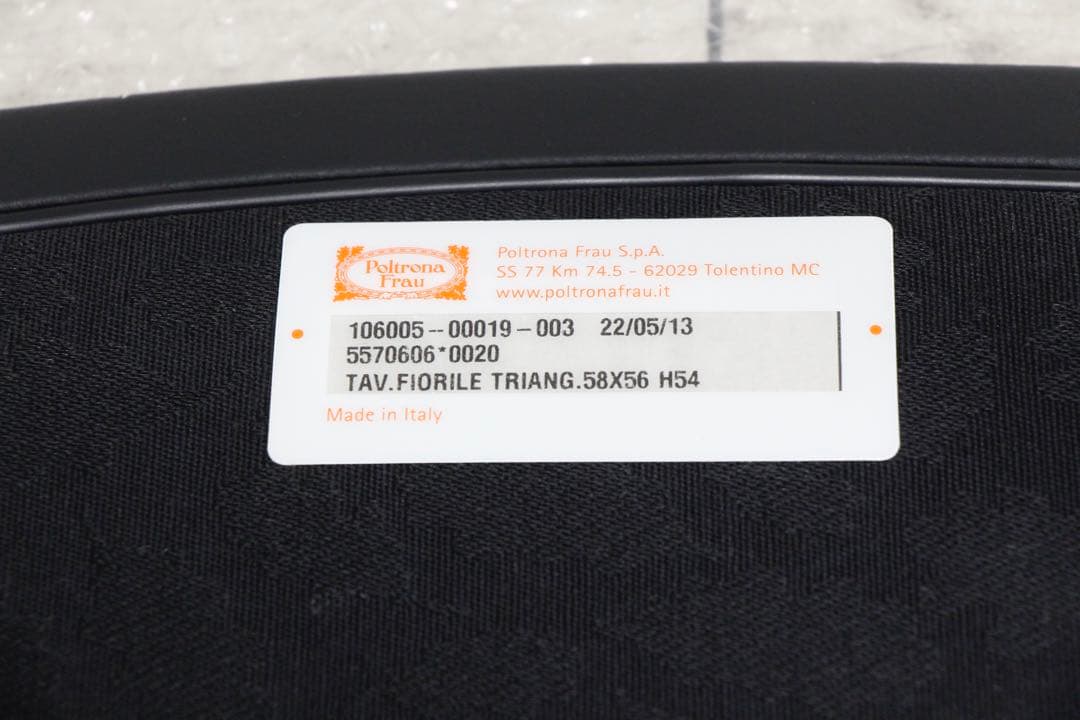 Poltrona
Frau
Poltrona Frau S.p.A.
SS 77 Km 74.5 - 62029 Tolentino MC
www.poltronafrau.it
106005--00019-003 22/05/13
5570606*0020
TAV.FIORILE TRIANG.58X56 H54
Made in Italy